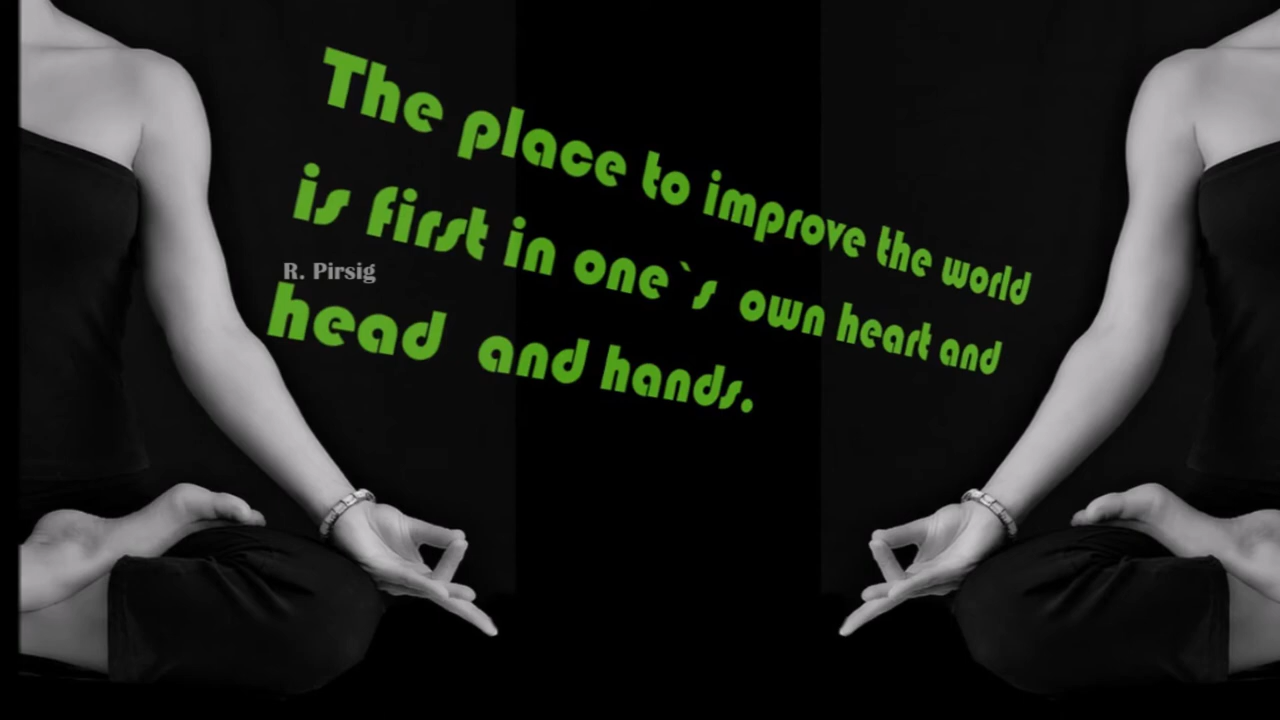 The place to improve the world
is first in one`s own heart and
R. Pirsig
head and hands.